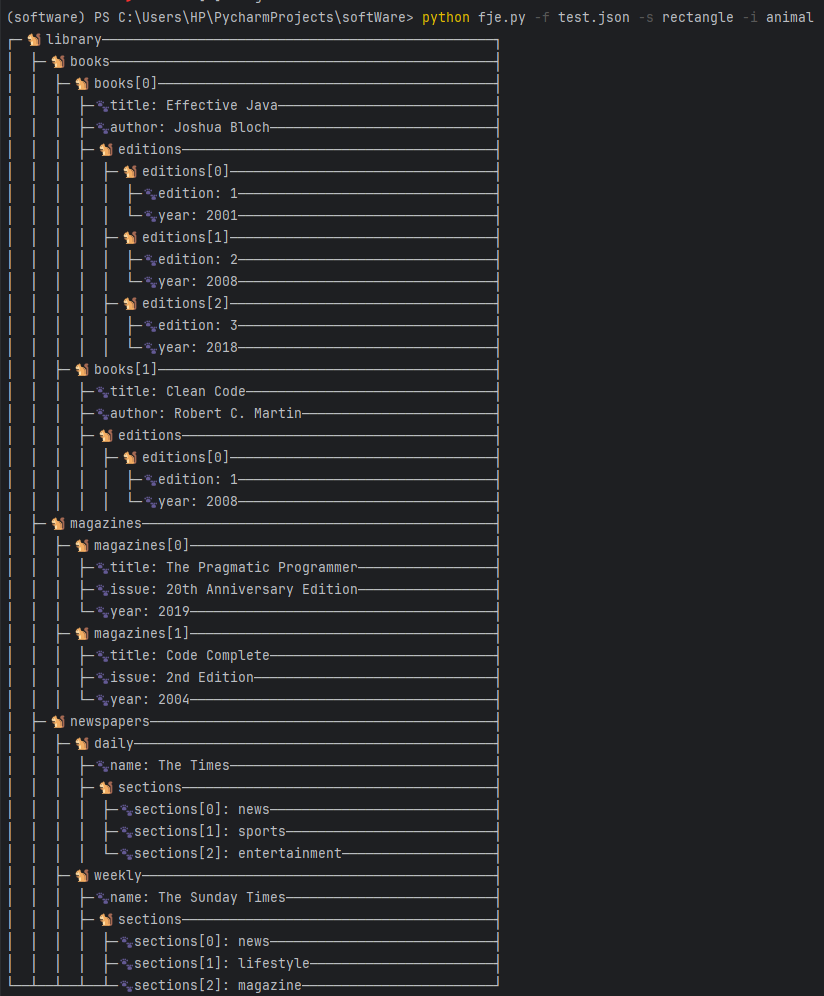 (software) PS C:\Users\HP\PycharmProjects\softWare> python fje.py -f test.json -s rectangle -i animal
library
books
books[0]
title: Effective Java
author: Joshua Bloch
editions
editions[0]
edition: 1
year: 2001
editions[1]
edition: 2
year: 2008
editions[2]
edition: 3
year: 2018
books[1]
title: Clean Code
author: Robert C. Martin
editions
editions[0]
edition: 1
year: 2008
magazines
magazines[0]
title: The Pragmatic Programmer
issue: 20th Anniversary Edition
year: 2019
magazines[1]
title: Code Complete
issue: 2nd Edition
year: 2004
newspapers
daily
name: The Times
sections
sections[0]: news
sections[1]: sports
sections[2]: entertainment
weekly
name: The Sunday Times
sections
sections[0]: news
sections[1]: lifestyle
sections[2]: magazine